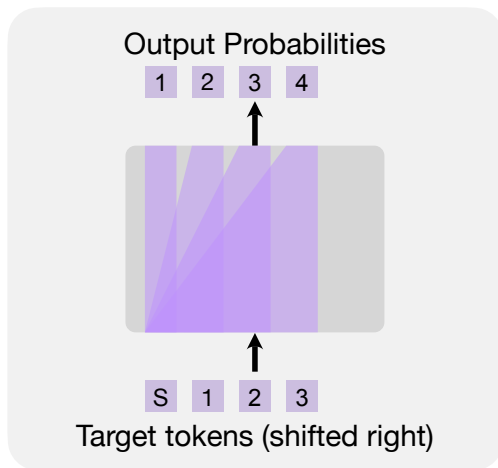 Output Probabilities
1 2 3 4
S 1 2 3
Target tokens (shifted right)